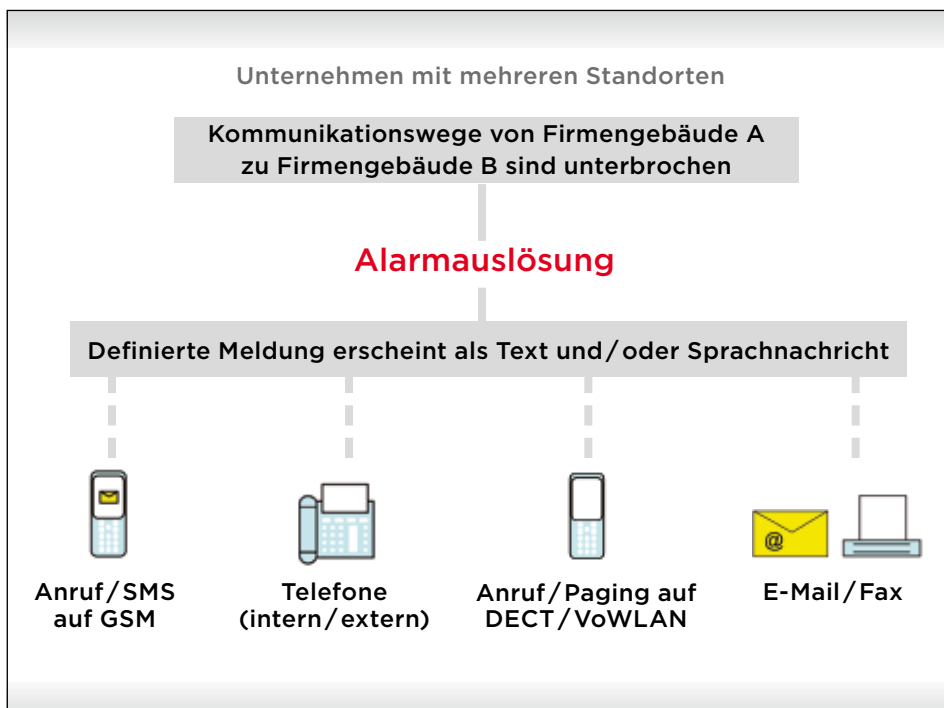 Unternehmen mit mehreren Standorten
Kommunikationswege von Firmengebäude A
zu Firmengebäude B sind unterbrochen
Alarmauslösung
Definierte Meldung erscheint als Text und/oder Sprachnachricht
@
Anruf/SMS
auf GSM
Telefone
(intern/extern)
Anruf/Paging auf
DECT/VoWLAN
E-Mail/Fax